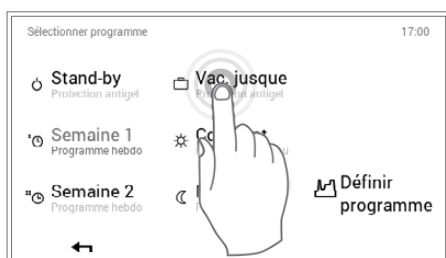 Sélectionner programme
17:00
Stand-by
Protection antigel
Vac. jusque
antigel
Semaine 1
Programme hebdo
Semaine 2
Programme hebdo
Définir
programme